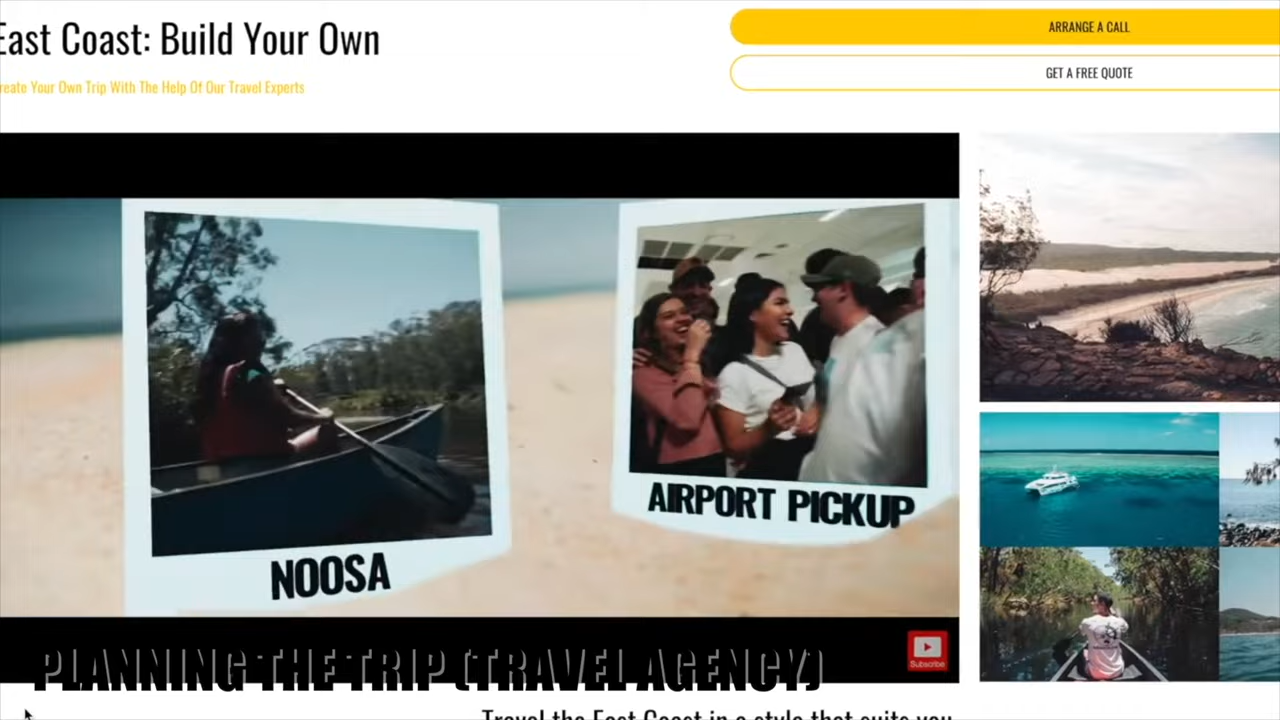 East Coast: Build Your Own
reate Your Own Trip With The Help Of Our Travel Experts
ARRANGE A CALL
GET A FREE QUOTE
NOOSA
AIRPORT PICKUP
Subscribe
PLANNING THE TRIP (TRAVEL AGENCY)
Travel the East Coast in a style that suits you